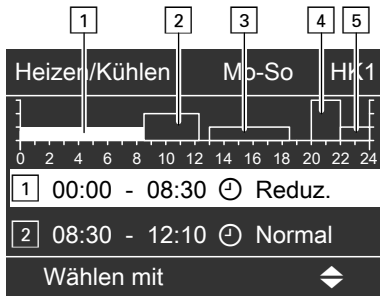 1 2 3 4 5
Heizen/Kühlen Mo-So HK1
0 2 4 6 8 10 12 14 16 18 20 22 24
1 00:00 - 08:30 Reduz.
2 08:30 - 12:10 Normal
Wählen mit